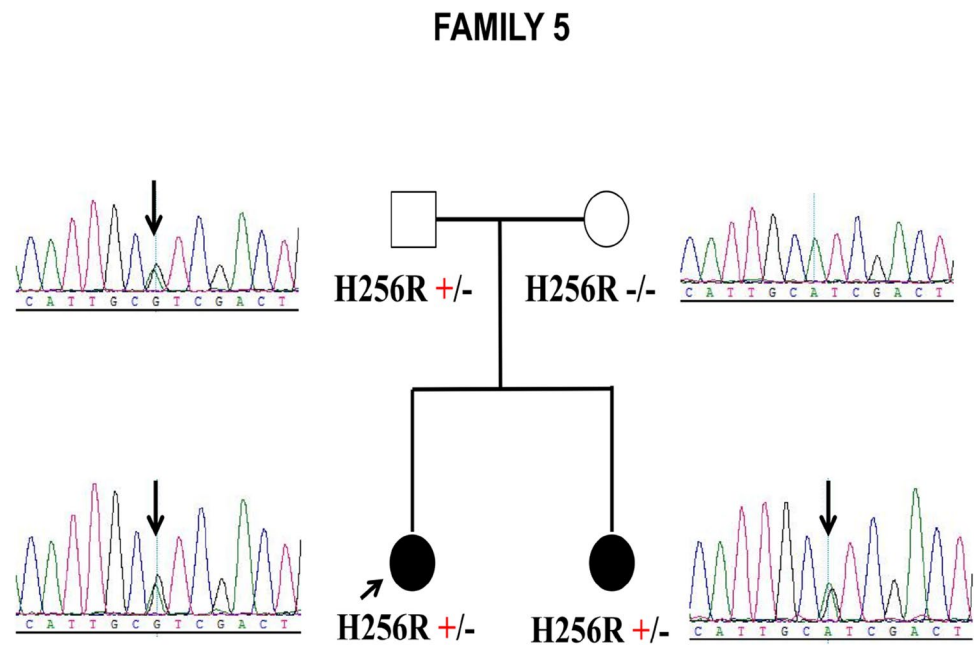 FAMILY 5
C A T T G C G T C G A C T
H256R +/-
H256R -/-
C A T T G C A T C G A C T
C A T T G C G T C G A C T
H256R +/-
H256R +/-
C A T T G C A T C G A C T